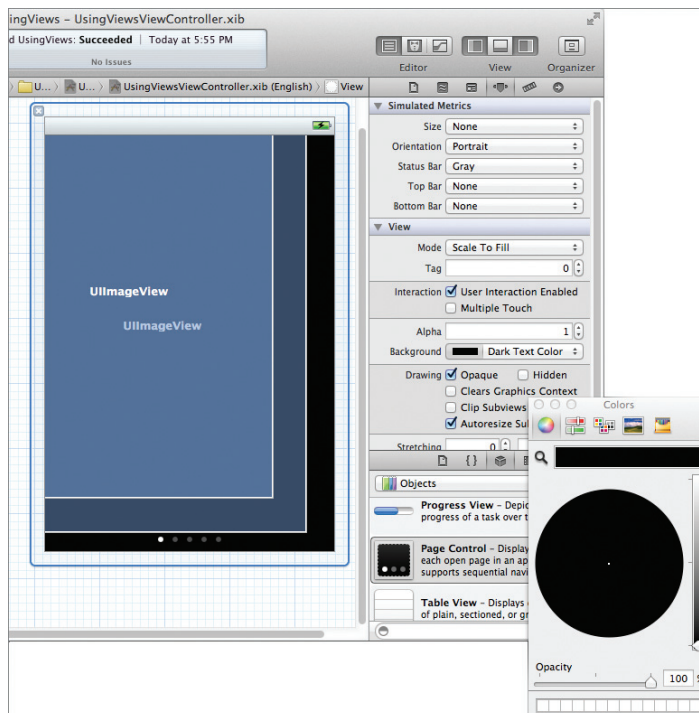 ingViews – UsingViewsViewController.xib
d UsingViews: Succeeded | Today at 5:55 PM
No Issues
Editor View Organizer
U... U... UsingViewsViewController.xib (English) View
Simulated Metrics
Size None
Orientation Portrait
Status Bar Gray
Top Bar None
Bottom Bar None
View
Mode Scale To Fill
Tag 0
Interaction User Interaction Enabled
Multiple Touch
Alpha 1
Background Dark Text Color
Drawing Opaque Hidden
Clears Graphics Context
Clip Subviews
Autoresize Su
Stretching 0
UIImageView
UIImageView
{}
Objects
Progress View – Depic
progress of a task over t
Page Control – Display
each open page in an ap
supports sequential navi
Table View – Displays
of plain, sectioned, or gr
Colors
Opacity
100